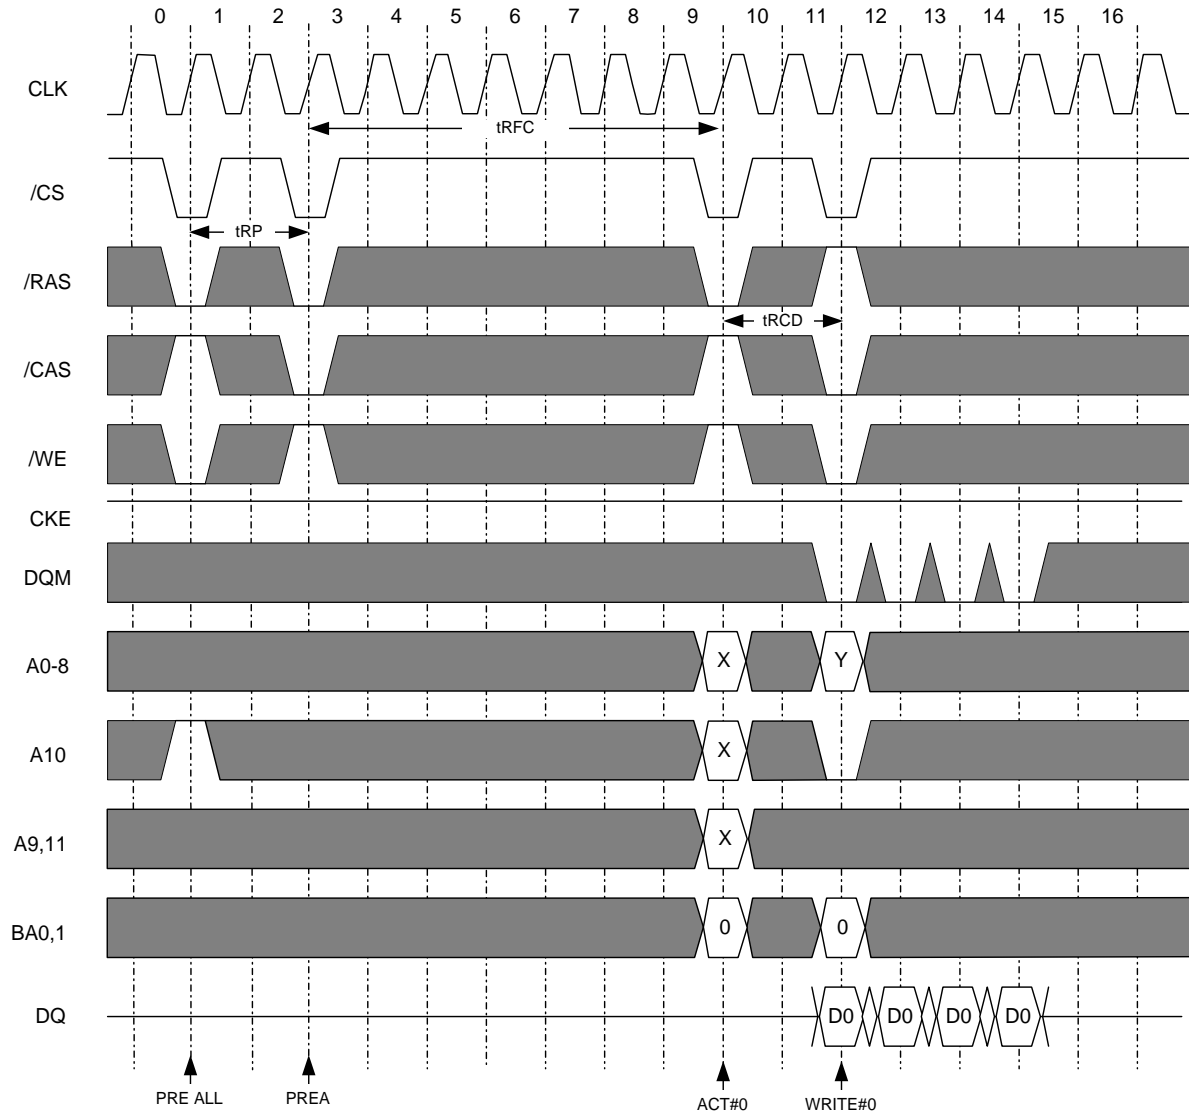 0 1 2 3 4 5 6 7 8 9 10 11 12 13 14 15 16
CLK
tRFC
/CS
tRP
/RAS
tRCD
/CAS
/WE
CKE
DQM
A0-8 X Y
A10 X
A9,11 X
BA0,1 0 0
DQ D0 D0 D0 D0
PRE ALL PREA ACT#0 WRITE#0